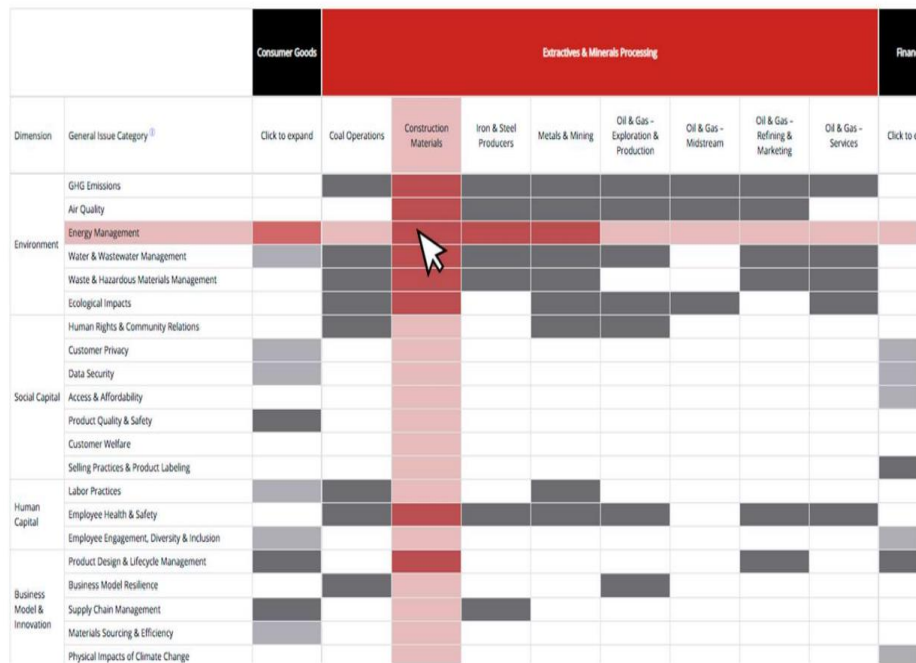 Consumer Goods
Extractives & Minerals Processing
Finan
Dimension
General Issue Category
Click to expand
Coal Operations
Construction
Materials
Iron & Steel
Producers
Metals & Mining
Oil & Gas –
Exploration &
Production
Oil & Gas –
Midstream
Oil & Gas –
Refining &
Marketing
Oil & Gas –
Services
Click to e
Environment
GHG Emissions
Air Quality
Energy Management
Water & Wastewater Management
Waste & Hazardous Materials Management
Ecological Impacts
Social Capital
Human Rights & Community Relations
Customer Privacy
Data Security
Access & Affordability
Product Quality & Safety
Customer Welfare
Selling Practices & Product Labeling
Human
Capital
Labor Practices
Employee Health & Safety
Employee Engagement, Diversity & Inclusion
Business
Model &
Innovation
Product Design & Lifecycle Management
Business Model Resilience
Supply Chain Management
Materials Sourcing & Efficiency
Physical Impacts of Climate Change